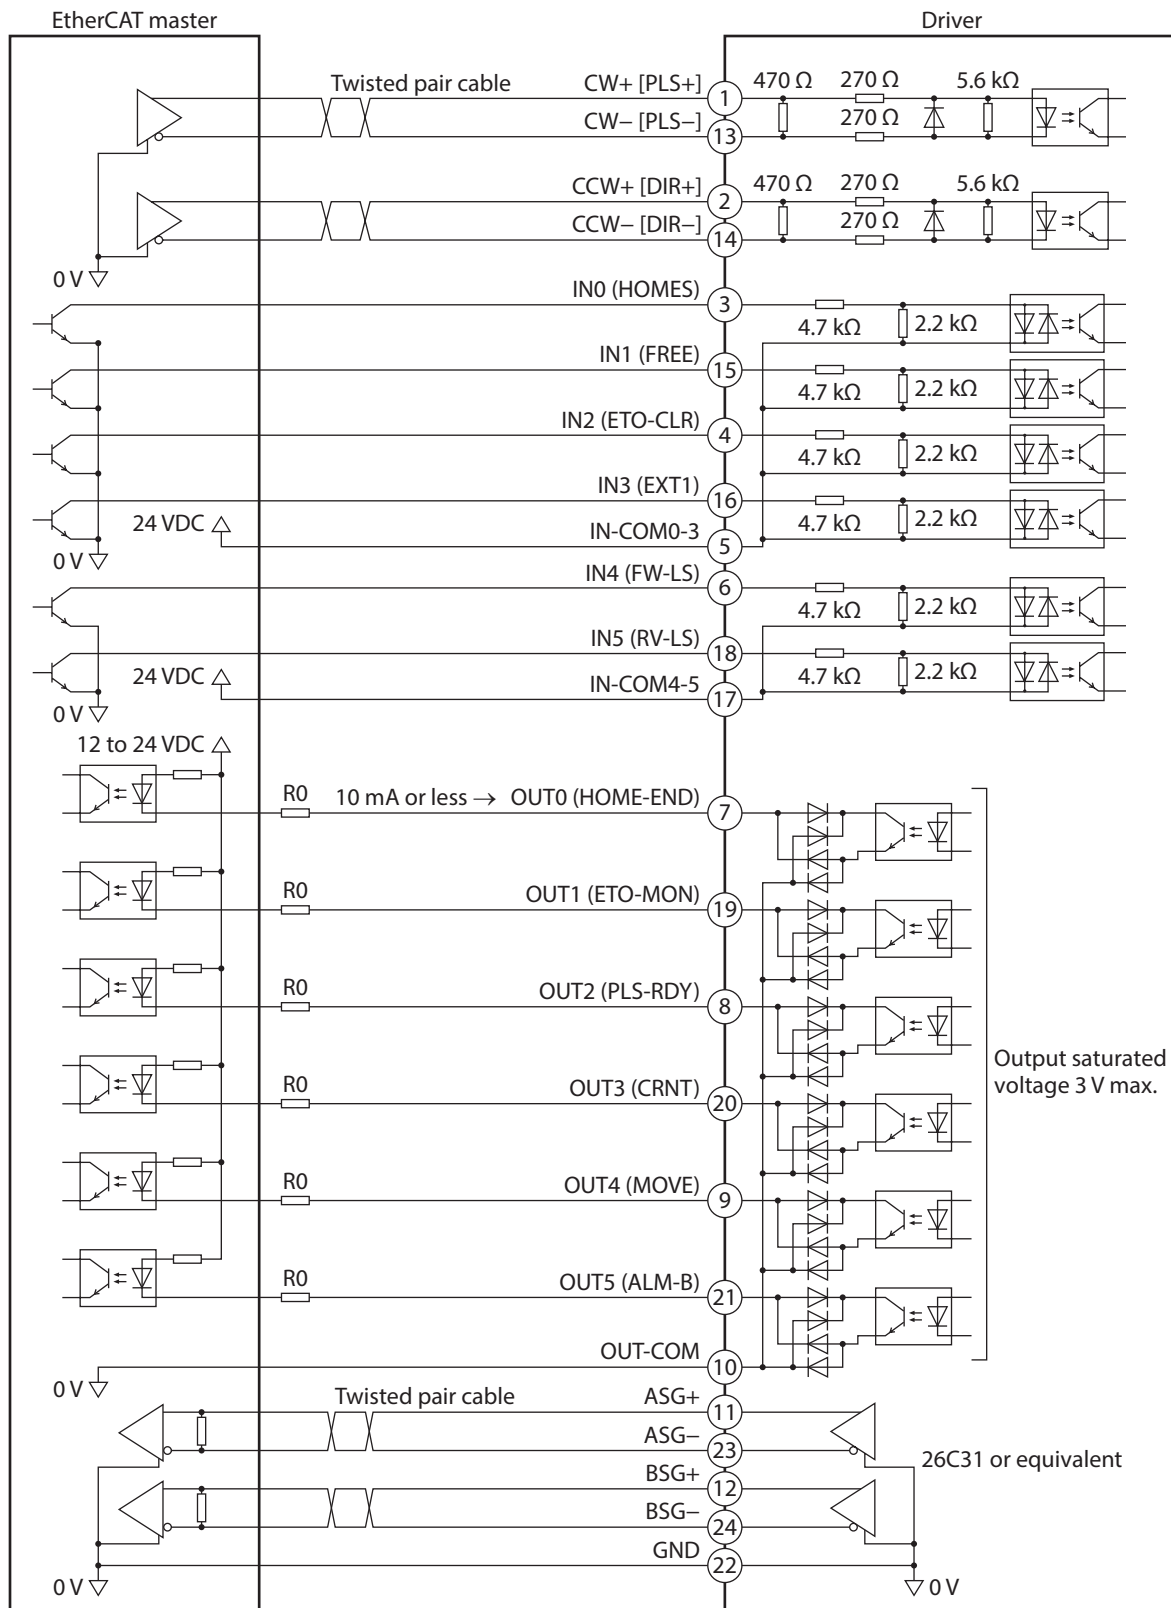 EtherCAT master
Driver
Twisted pair cable
CW+ [PLS+]
1
470 Ω
270 Ω
5.6 kΩ
CW− [PLS−]
13
270 Ω
CCW+ [DIR+]
2
470 Ω
270 Ω
5.6 kΩ
CCW− [DIR−]
14
270 Ω
0 V
IN0 (HOMES)
3
4.7 kΩ
2.2 kΩ
IN1 (FREE)
15
4.7 kΩ
2.2 kΩ
IN2 (ETO-CLR)
4
4.7 kΩ
2.2 kΩ
IN3 (EXT1)
16
4.7 kΩ
2.2 kΩ
24 VDC
IN-COM0-3
5
0 V
IN4 (FW-LS)
6
4.7 kΩ
2.2 kΩ
IN5 (RV-LS)
18
4.7 kΩ
2.2 kΩ
24 VDC
IN-COM4-5
17
0 V
12 to 24 VDC
R0
10 mA or less →
OUT0 (HOME-END)
7
R0
OUT1 (ETO-MON)
19
R0
OUT2 (PLS-RDY)
8
Output saturated
voltage 3 V max.
R0
OUT3 (CRNT)
20
R0
OUT4 (MOVE)
9
R0
OUT5 (ALM-B)
21
OUT-COM
10
0 V
Twisted pair cable
ASG+
11
ASG−
23
26C31 or equivalent
BSG+
12
BSG−
24
GND
22
0 V
0 V